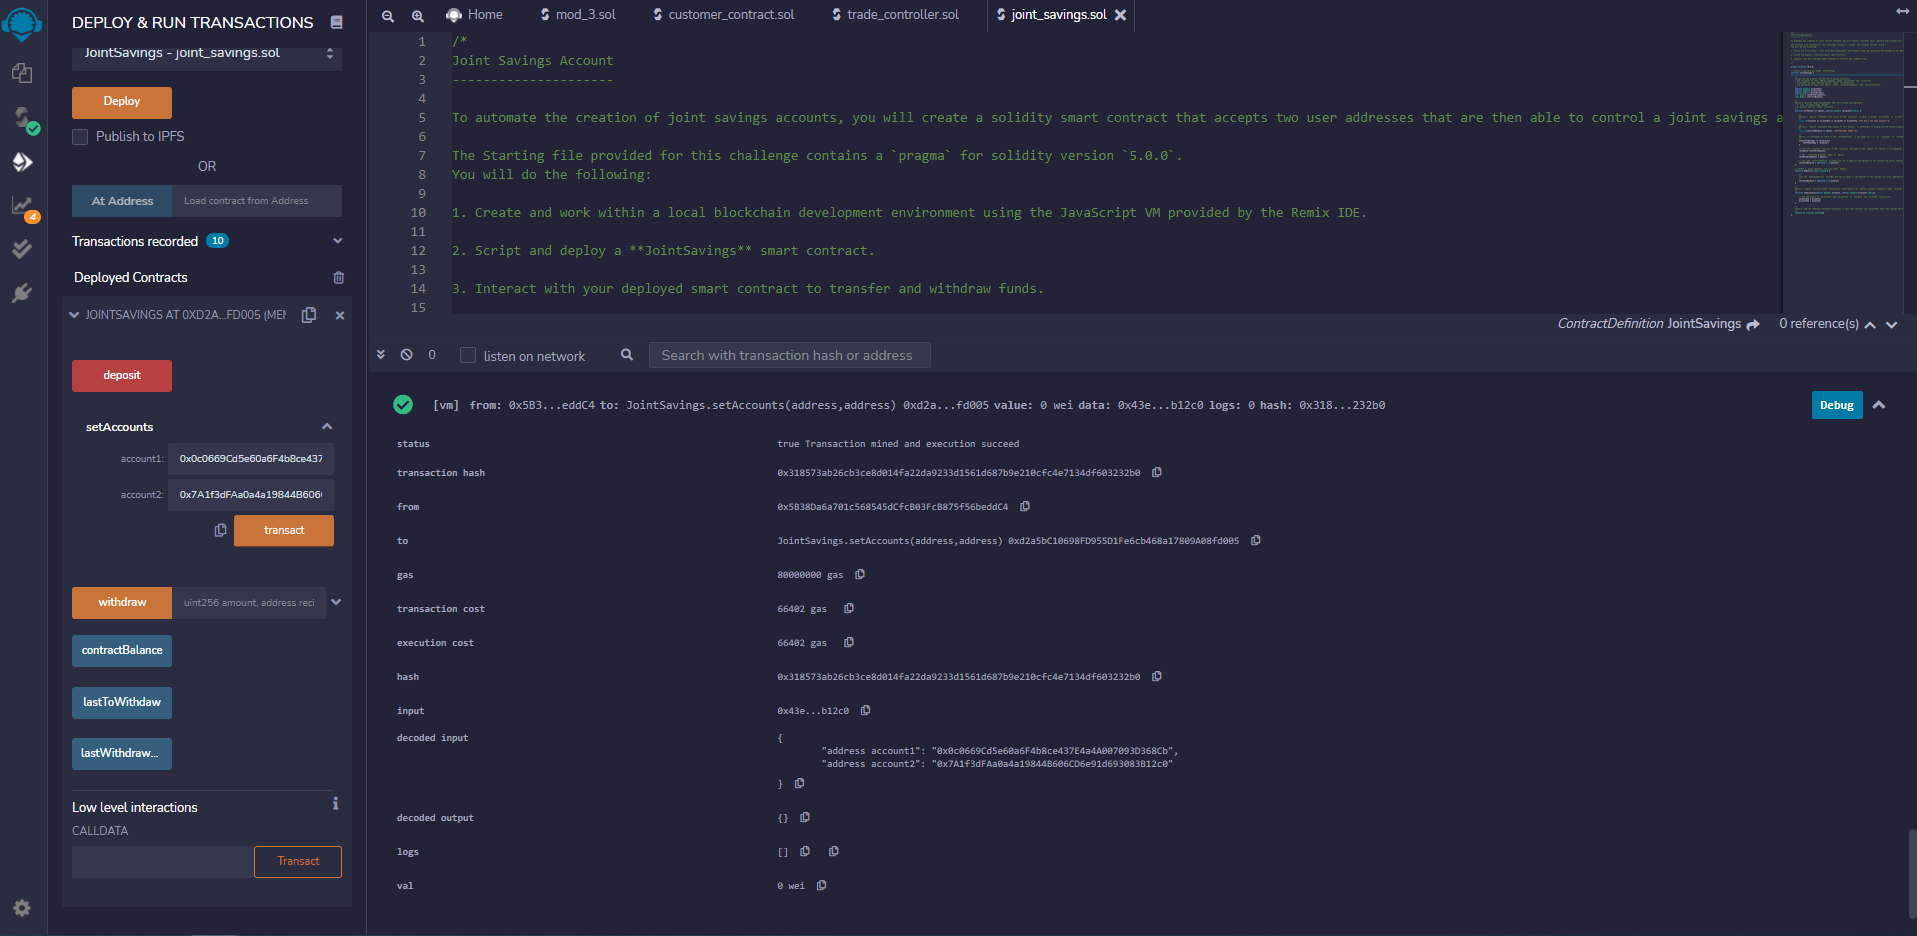 DEPLOY & RUN TRANSACTIONS
JointSavings - joint_savings.sol
Deploy
Publish to IPFS
OR
At Address
Load contract from Address
Transactions recorded 10
Deployed Contracts
JOINTSAVINGS AT 0XD2A...FD005 (MEM
deposit
setAccounts
account1: 0x0c0669Cd5e60a6F4b8ce437
account2: 0x7A1f3dFAa0a4a19844B606
transact
withdraw
uint256 amount, address reci
contractBalance
lastToWithdaw
lastWithdraw...
Low level interactions
CALLDATA
Transact
4
Home
mod_3.sol
customer_contract.sol
trade_controller.sol
joint_savings.sol
1 /*
2 Joint Savings Account
3 ---------------------
4
5 To automate the creation of joint savings accounts, you will create a solidity smart contract that accepts two user addresses that are then able to control a joint savings a
6
7 The Starting file provided for this challenge contains a `pragma` for solidity version `5.0.0`.
8 You will do the following:
9
10 1. Create and work within a local blockchain development environment using the JavaScript VM provided by the Remix IDE.
11
12 2. Script and deploy a **JointSavings** smart contract.
13
14 3. Interact with your deployed smart contract to transfer and withdraw funds.
15
ContractDefinition JointSavings 0 reference(s)
0
listen on network
Search with transaction hash or address
[vm] from: 0x5B3...eddC4 to: JointSavings.setAccounts(address,address) 0xd2a...fd005 value: 0 wei data: 0x43e...b12c0 logs: 0 hash: 0x318...232b0
Debug
status true Transaction mined and execution succeed
transaction hash 0x318573ab26cb3ce8d014fa22da9233d1561d687b9e210cfc4e7134df603232b0
from 0x5B38Da6a701c568545dCfcB03FcB875f56beddC4
to JointSavings.setAccounts(address,address) 0xd2a5bC10698FD955D1Fe6cb468a17809A08fd005
gas 80000000 gas
transaction cost 66402 gas
execution cost 66402 gas
hash 0x318573ab26cb3ce8d014fa22da9233d1561d687b9e210cfc4e7134df603232b0
input 0x43e...b12c0
decoded input {
"address account1": "0x0c0669Cd5e60a6F4b8ce437E4a4A007093D368Cb",
"address account2": "0x7A1f3dFAa0a4a19844B606CD6e91d693083B12c0"
}
decoded output {}
logs []
val 0 wei